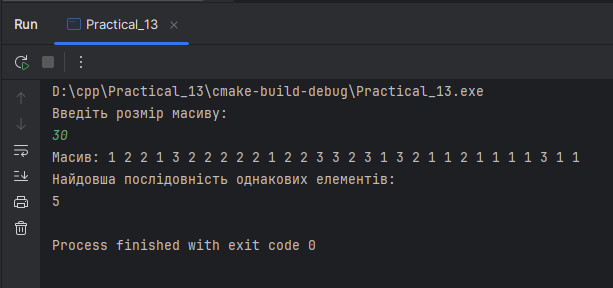 Run Practical_13
D:\cpp\Practical_13\cmake-build-debug\Practical_13.exe
Введіть розмір масиву:
30
Масив: 1 2 2 1 3 2 2 2 2 2 1 2 2 3 3 2 3 1 3 2 1 1 2 1 1 1 1 3 1 1
Найдовша послідовність однакових елементів:
5
Process finished with exit code 0